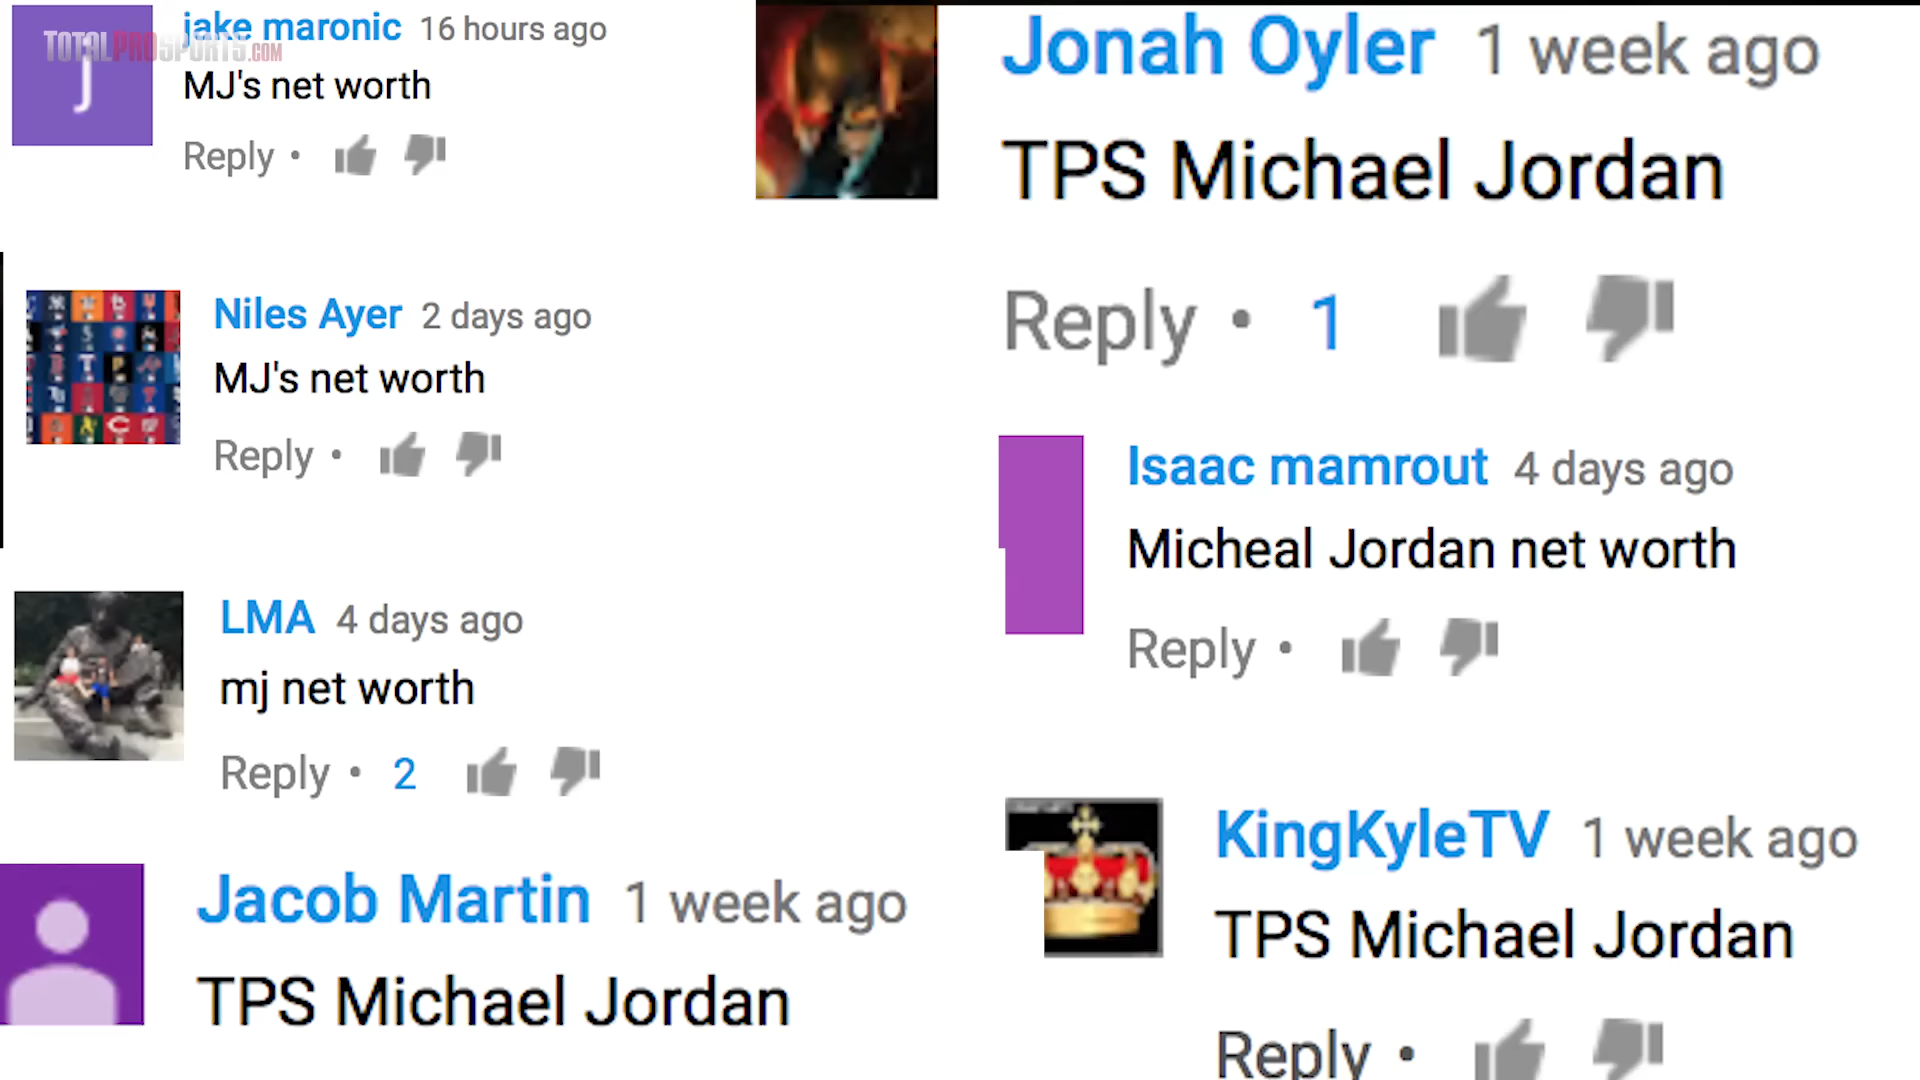 TOTALPROSPORTS.COM
j
jake maronic 16 hours ago
MJ's net worth
Reply •
Niles Ayer 2 days ago
MJ's net worth
Reply •
LMA 4 days ago
mj net worth
Reply • 2
Jacob Martin 1 week ago
TPS Michael Jordan
Jonah Oyler 1 week ago
TPS Michael Jordan
Reply • 1
Isaac mamrout 4 days ago
Micheal Jordan net worth
Reply •
KingKyleTV 1 week ago
TPS Michael Jordan
Reply •